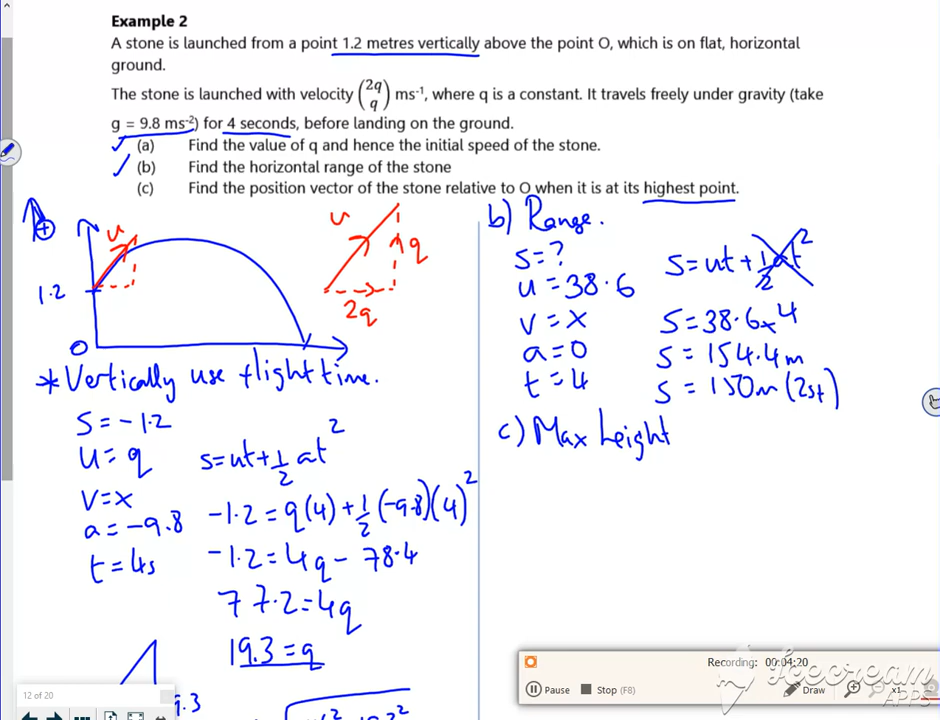 Example 2
A stone is launched from a point 1.2 metres vertically above the point O, which is on flat, horizontal
ground.
The stone is launched with velocity (2q q) ms⁻¹, where q is a constant. It travels freely under gravity (take
g = 9.8 ms⁻²) for 4 seconds, before landing on the ground.
(a) Find the value of q and hence the initial speed of the stone.
(b) Find the horizontal range of the stone
(c) Find the position vector of the stone relative to O when it is at its highest point.
+
u
1.2
O
u
q
2q
* Vertically use flight time.
S = -1.2
u = q
v = x
a = -9.8
t = 4s
s = ut + 1/2 at²
-1.2 = q(4) + 1/2 (-9.8)(4)²
-1.2 = 4q - 78.4
77.2 = 4q
19.3 = q
9.3
b) Range.
s = ?
u = 38.6
v = x
a = 0
t = 4
s = ut + 1/2 at²
S = 38.6 x 4
s = 154.4m
s = 150m (2sf)
c) Max height
12 of 20
Recording: 00:04:20
Pause
Stop (F8)
Draw
x1
Icecream
APPS